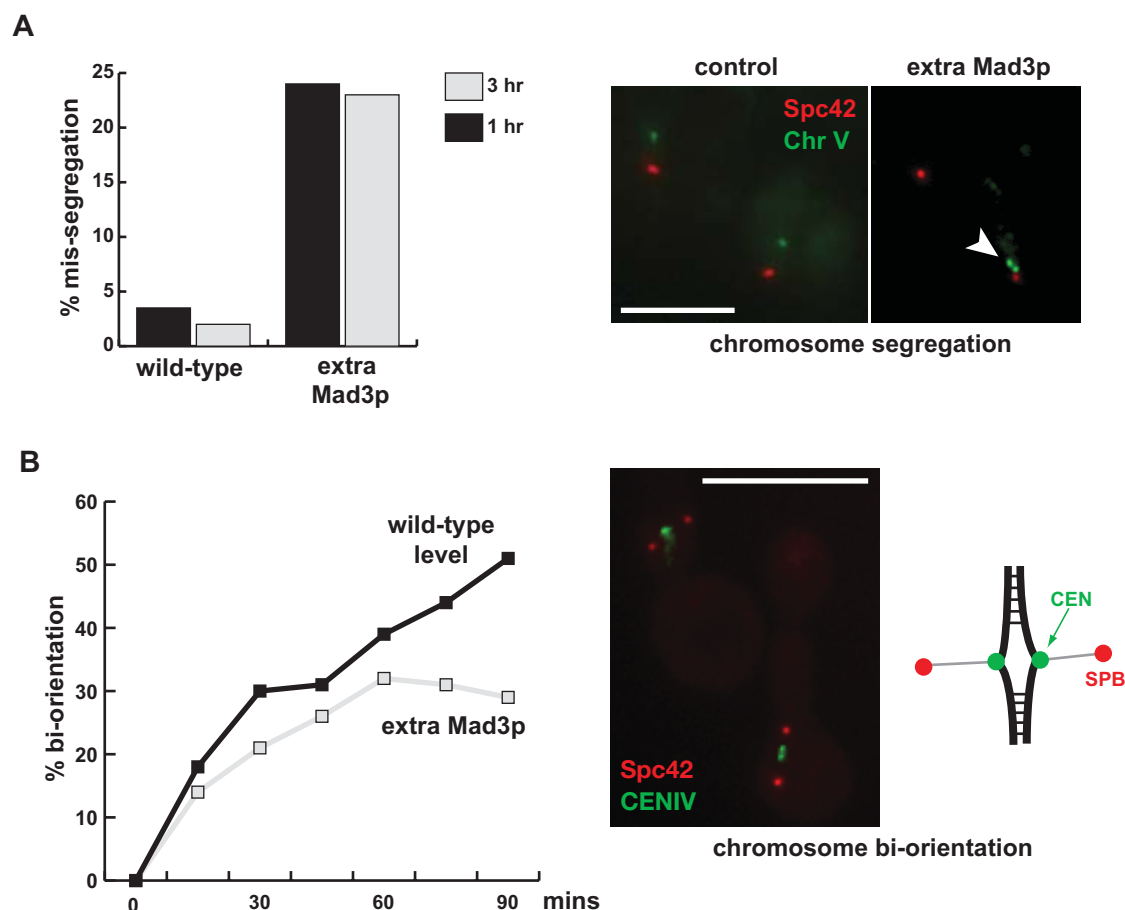 A
% mis-segregation
25
20
15
10
5
0
3 hr
1 hr
wild-type
extra
Mad3p
control
extra Mad3p
Spc42
Chr V
chromosome segregation
B
% bi-orientation
60
50
40
30
20
10
0
wild-type
level
extra Mad3p
0
30
60
90
mins
Spc42
CENIV
CEN
SPB
chromosome bi-orientation